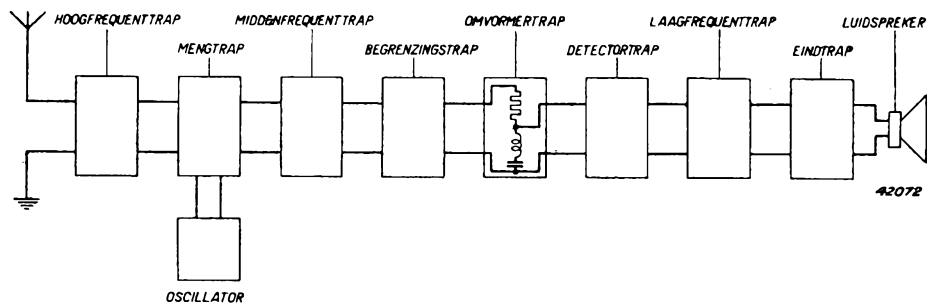 HOOGFREQUENTTRAP
MENGTRAP
MIDDENFREQUENTTRAP
BEGRENZINGSTRAP
OMVORMERTRAP
DETECTORTRAP
LAAGFREQUENTTRAP
EINDTRAP
LUIDSPREKER
42072
OSCILLATOR